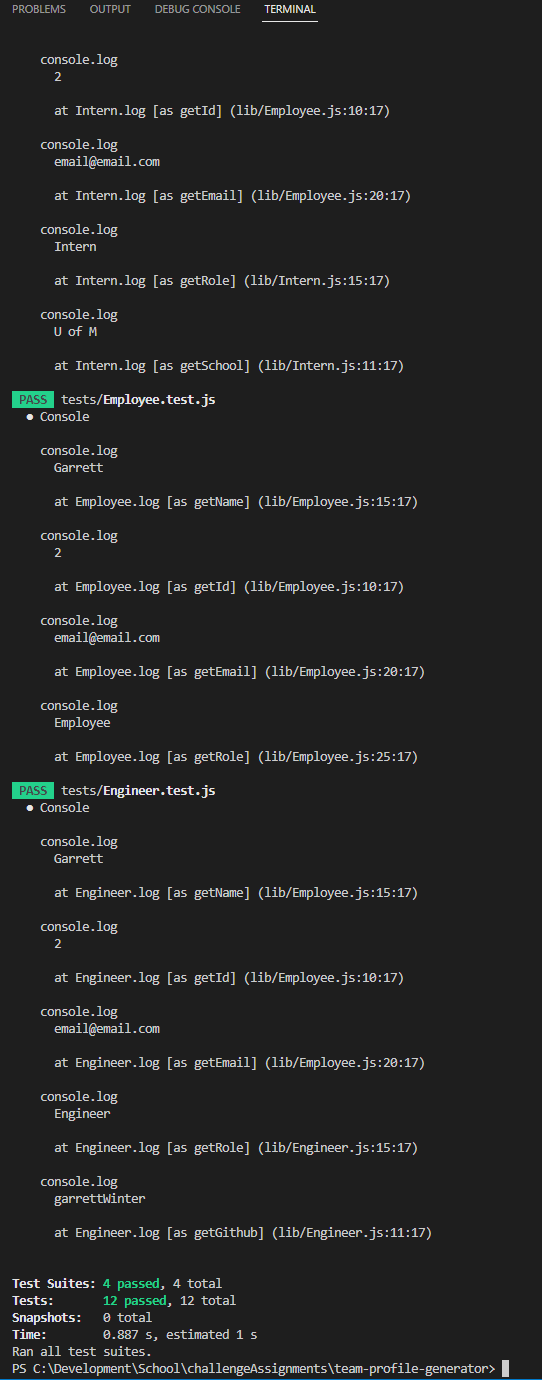 PROBLEMS OUTPUT DEBUG CONSOLE TERMINAL
console.log
2
at Intern.log [as getId] (lib/Employee.js:10:17)
console.log
email@email.com
at Intern.log [as getEmail] (lib/Employee.js:20:17)
console.log
Intern
at Intern.log [as getRole] (lib/Intern.js:15:17)
console.log
U of M
at Intern.log [as getSchool] (lib/Intern.js:11:17)
PASS tests/Employee.test.js
● Console
console.log
Garrett
at Employee.log [as getName] (lib/Employee.js:15:17)
console.log
2
at Employee.log [as getId] (lib/Employee.js:10:17)
console.log
email@email.com
at Employee.log [as getEmail] (lib/Employee.js:20:17)
console.log
Employee
at Employee.log [as getRole] (lib/Employee.js:25:17)
PASS tests/Engineer.test.js
● Console
console.log
Garrett
at Engineer.log [as getName] (lib/Employee.js:15:17)
console.log
2
at Engineer.log [as getId] (lib/Employee.js:10:17)
console.log
email@email.com
at Engineer.log [as getEmail] (lib/Employee.js:20:17)
console.log
Engineer
at Engineer.log [as getRole] (lib/Engineer.js:15:17)
console.log
garrettWinter
at Engineer.log [as getGithub] (lib/Engineer.js:11:17)
Test Suites: 4 passed, 4 total
Tests: 12 passed, 12 total
Snapshots: 0 total
Time: 0.887 s, estimated 1 s
Ran all test suites.
PS C:\Development\School\challengeAssignments\team-profile-generator>